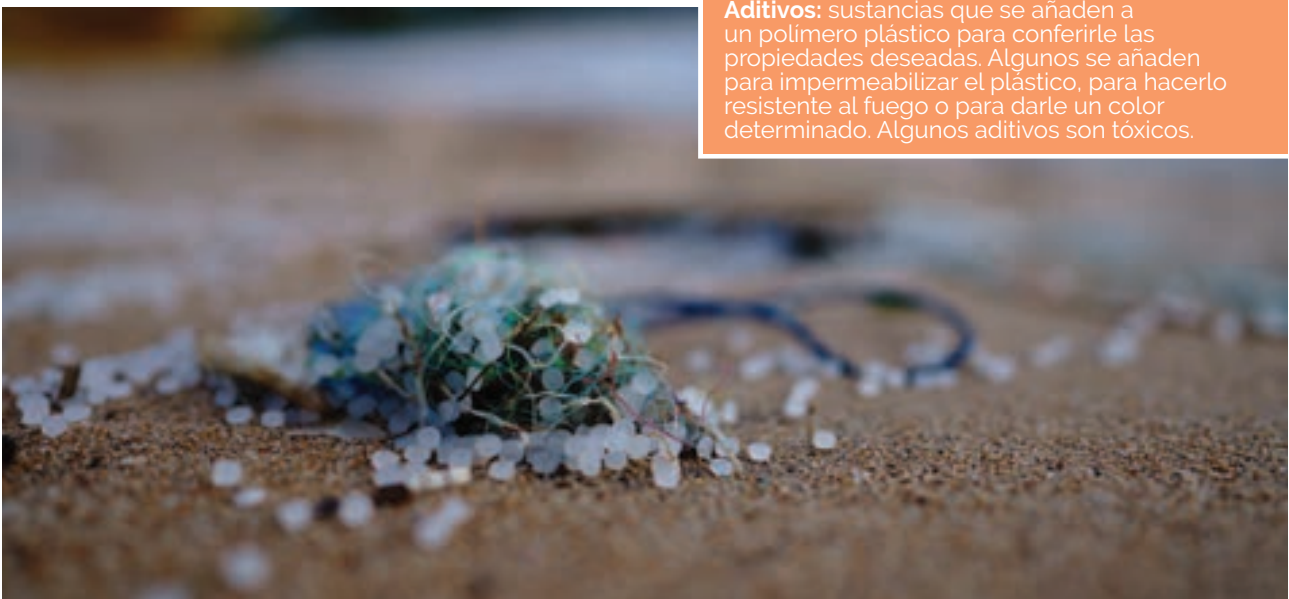 Aditivos: sustancias que se añaden a
un polímero plástico para conferirle las
propiedades deseadas. Algunos se añaden
para impermeabilizar el plástico, para hacerlo
resistente al fuego o para darle un color
determinado. Algunos aditivos son tóxicos.